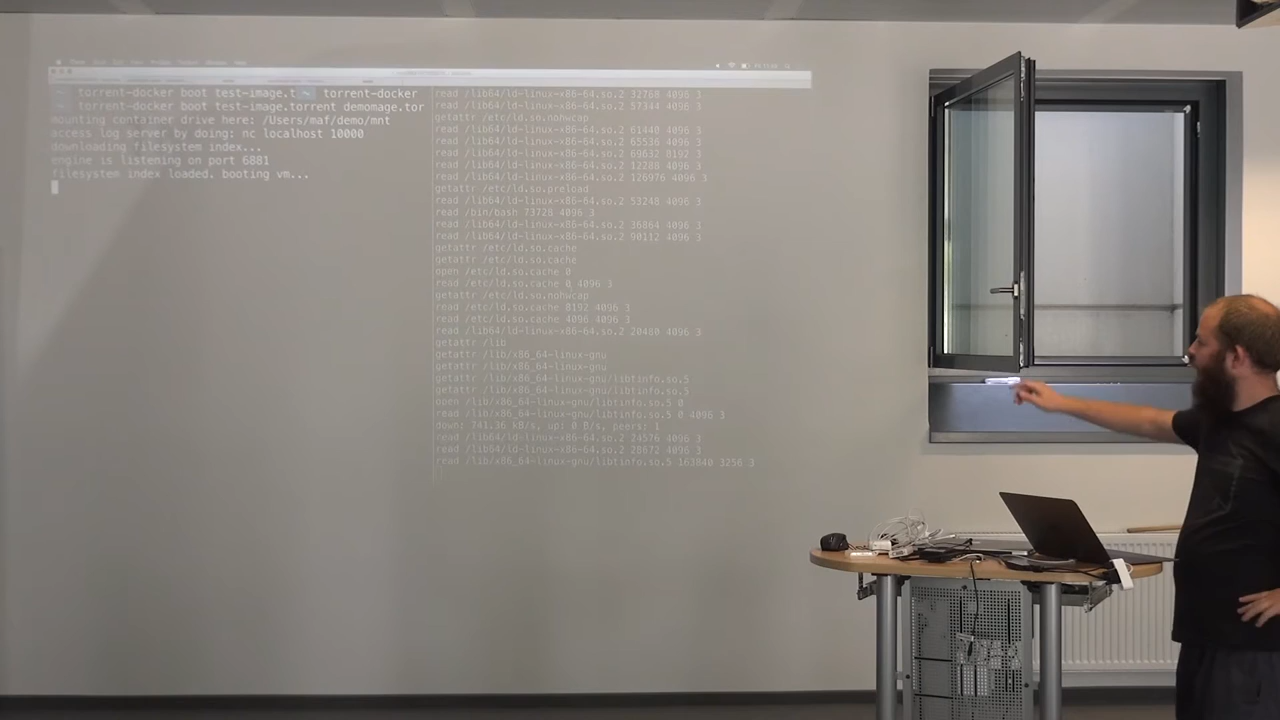 torrent-docker boot test-image.t torrent-docker
torrent-docker boot test-image.torrent demomage.tor
mounting container drive here: /Users/maf/demo/mnt
access log server by doing: nc localhost 10000
downloading filesystem index...
engine is listening on port 6881
filesystem index loaded. booting vm...
read /lib64/ld-linux-x86-64.so.2 32768 4096 3
read /lib64/ld-linux-x86-64.so.2 57344 4096 3
getattr /etc/ld.so.nohwcap
read /lib64/ld-linux-x86-64.so.2 61440 4096 3
read /lib64/ld-linux-x86-64.so.2 65536 4096 3
read /lib64/ld-linux-x86-64.so.2 69632 8192 3
read /lib64/ld-linux-x86-64.so.2 12288 4096 3
read /lib64/ld-linux-x86-64.so.2 126976 4096 3
getattr /etc/ld.so.preload
read /lib64/ld-linux-x86-64.so.2 53248 4096 3
read /bin/bash 73728 4096 3
read /lib64/ld-linux-x86-64.so.2 36864 4096 3
read /lib64/ld-linux-x86-64.so.2 90112 4096 3
getattr /etc/ld.so.cache
getattr /etc/ld.so.cache
open /etc/ld.so.cache 0
read /etc/ld.so.cache 0 4096 3
getattr /etc/ld.so.nohwcap
read /etc/ld.so.cache 8192 4096 3
read /etc/ld.so.cache 4096 4096 3
read /lib64/ld-linux-x86-64.so.2 20480 4096 3
getattr /lib
getattr /lib/x86_64-linux-gnu
getattr /lib/x86_64-linux-gnu
getattr /lib/x86_64-linux-gnu/libtinfo.so.5
getattr /lib/x86_64-linux-gnu/libtinfo.so.5
open /lib/x86_64-linux-gnu/libtinfo.so.5 0
read /lib/x86_64-linux-gnu/libtinfo.so.5 0 4096 3
down: 741.36 kB/s, up: 0 B/s, peers: 1
read /lib64/ld-linux-x86-64.so.2 24576 4096 3
read /lib64/ld-linux-x86-64.so.2 28672 4096 3
read /lib/x86_64-linux-gnu/libtinfo.so.5 163840 3256 3